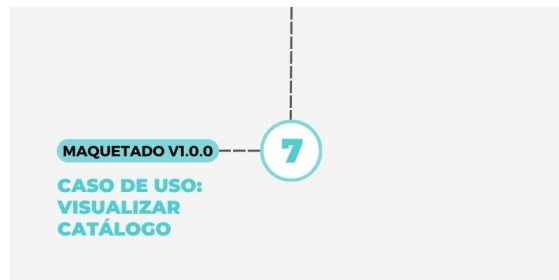 MAQUETADO V1.0.0
7
CASO DE USO:
VISUALIZAR
CATÁLOGO